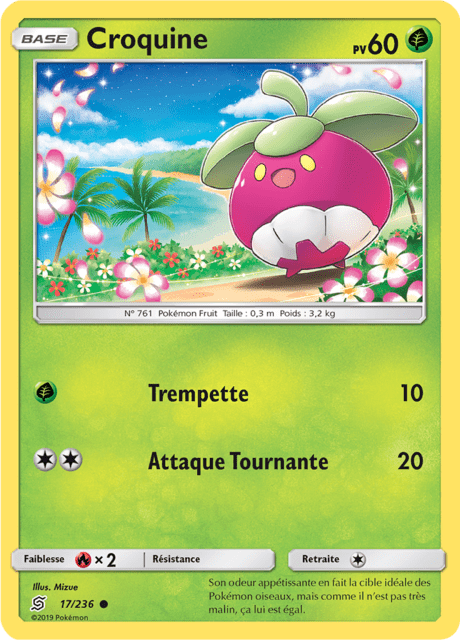 BASE Croquine PV60
N° 761 Pokémon Fruit Taille : 0,3 m Poids : 3,2 kg
Trempette 10
Attaque Tournante 20
Faiblesse × 2 Résistance Retraite
Illus. Mizue
17/236
©2019 Pokémon
Son odeur appétissante en fait la cible idéale des
Pokémon oiseaux, mais comme il n'est pas très
malin, ça lui est égal.